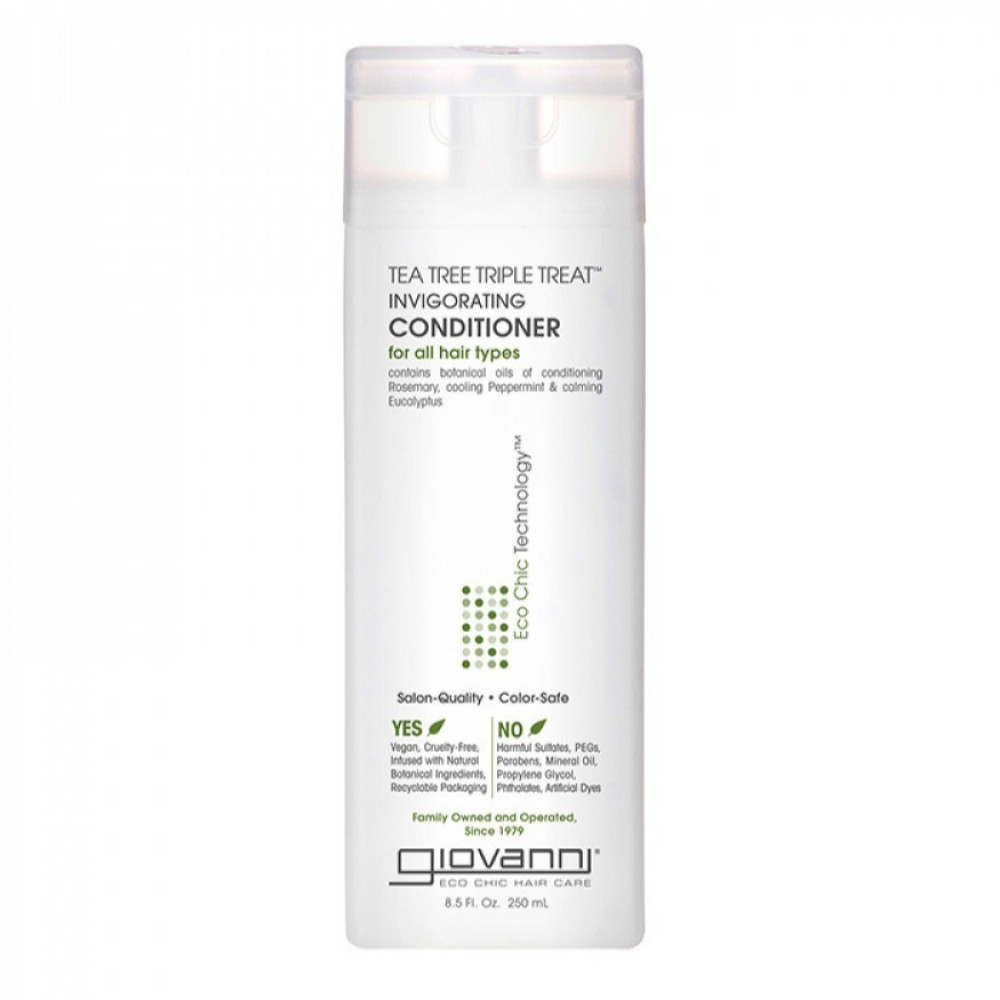 TEA TREE TRIPLE TREAT™
INVIGORATING
CONDITIONER
for all hair types
contains botanical oils of conditioning
Rosemary, cooling Peppermint & calming
Eucalyptus
Eco Chic Technology™
Salon-Quality • Color-Safe
YES
Vegan, Cruelty-Free,
Infused with Natural
Botanical Ingredients,
Recyclable Packaging
NO
Harmful Sulfates, PEGs,
Parabens, Mineral Oil,
Propylene Glycol,
Phthalates, Artificial Dyes
Family Owned and Operated,
Since 1979
giovanni®
ECO CHIC HAIR CARE
8.5 Fl. Oz. 250 mL